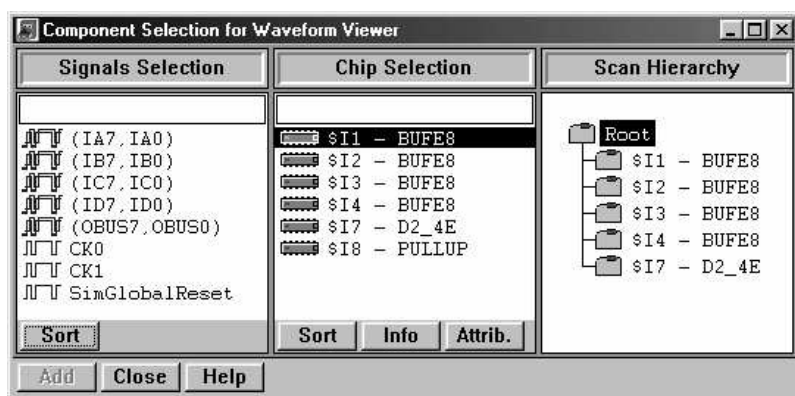 Component Selection for Waveform Viewer
Signals Selection
(IA7,IA0)
(IB7,IB0)
(IC7,IC0)
(ID7,ID0)
(OBUS7,OBUS0)
CK0
CK1
SimGlobalReset
Sort
Chip Selection
$I1 - BUFE8
$I2 - BUFE8
$I3 - BUFE8
$I4 - BUFE8
$I7 - D2_4E
$I8 - PULLUP
Sort Info Attrib.
Scan Hierarchy
Root
$I1 - BUFE8
$I2 - BUFE8
$I3 - BUFE8
$I4 - BUFE8
$I7 - D2_4E
Add Close Help